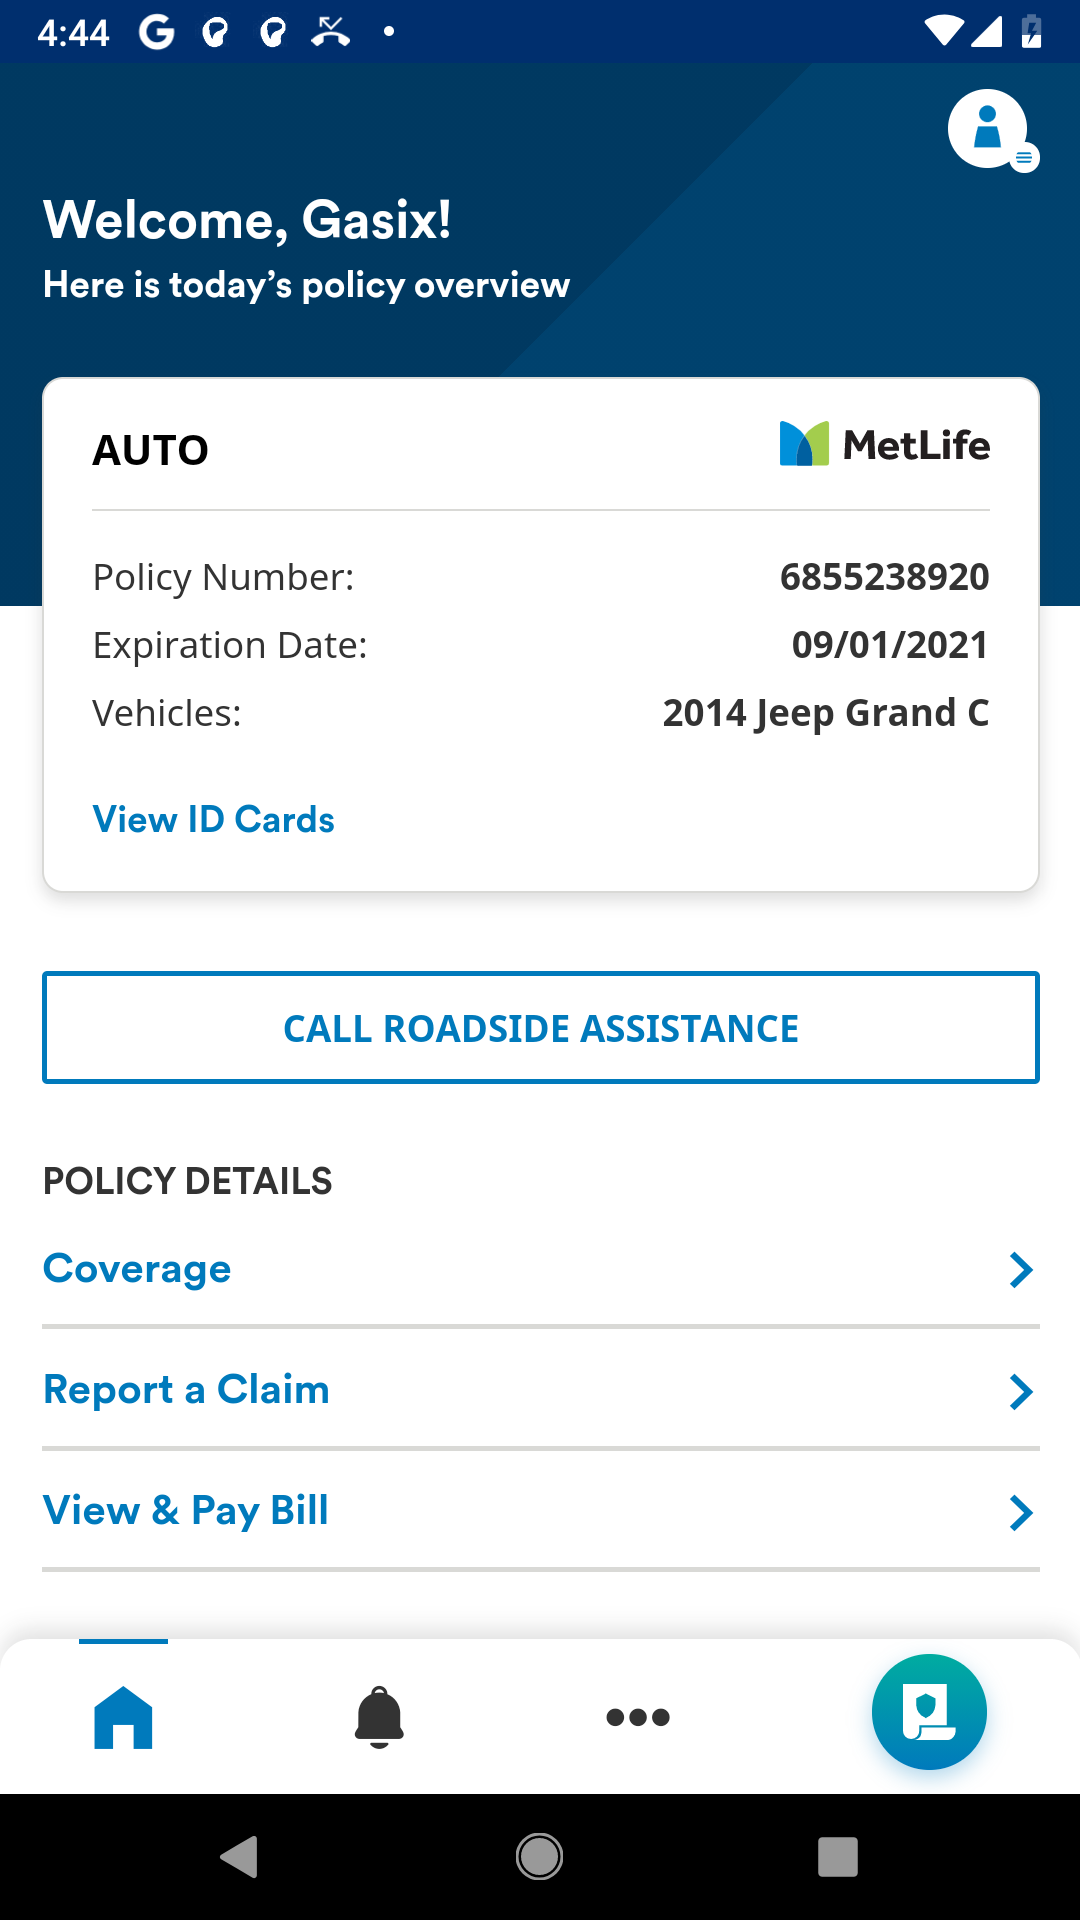 4:44
Welcome, Gasix!
Here is today’s policy overview
AUTO
MetLife
Policy Number: 6855238920
Expiration Date: 09/01/2021
Vehicles: 2014 Jeep Grand C
View ID Cards
CALL ROADSIDE ASSISTANCE
POLICY DETAILS
Coverage
Report a Claim
View & Pay Bill